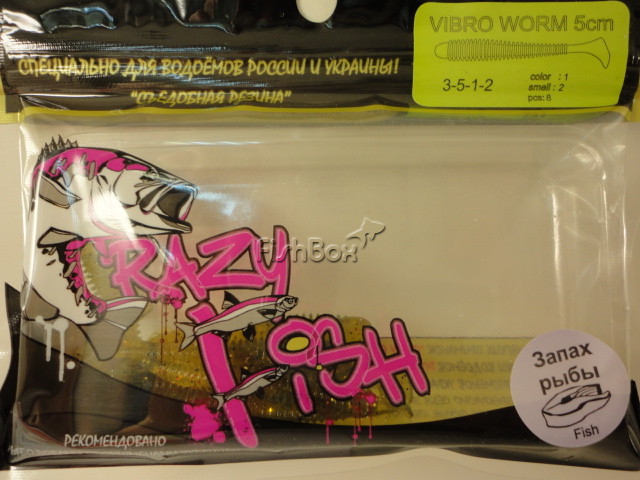 VIBRO WORM 5cm
3-5-1-2
color : 1
smell : 2
pcs: 8
СПЕЦИАЛЬНО ДЛЯ ВОДОЁМОВ РОССИИ И УКРАИНЫ!
"СЪЕДОБНАЯ РЕЗИНА"
CRAZY
FISH
FishBox
Запах
рыбы
Fish
РЕКОМЕНДОВАНО